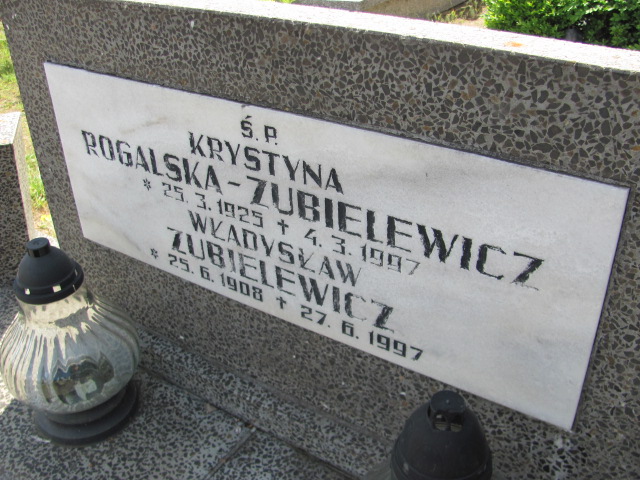 Ś.P.
KRYSTYNA
ROGALSKA-ZUBIELEWICZ
* 25.3.1925 + 4.3.1997
WŁADYSŁAW
ZUBIELEWICZ
* 25.6.1908 + 27.6.1997